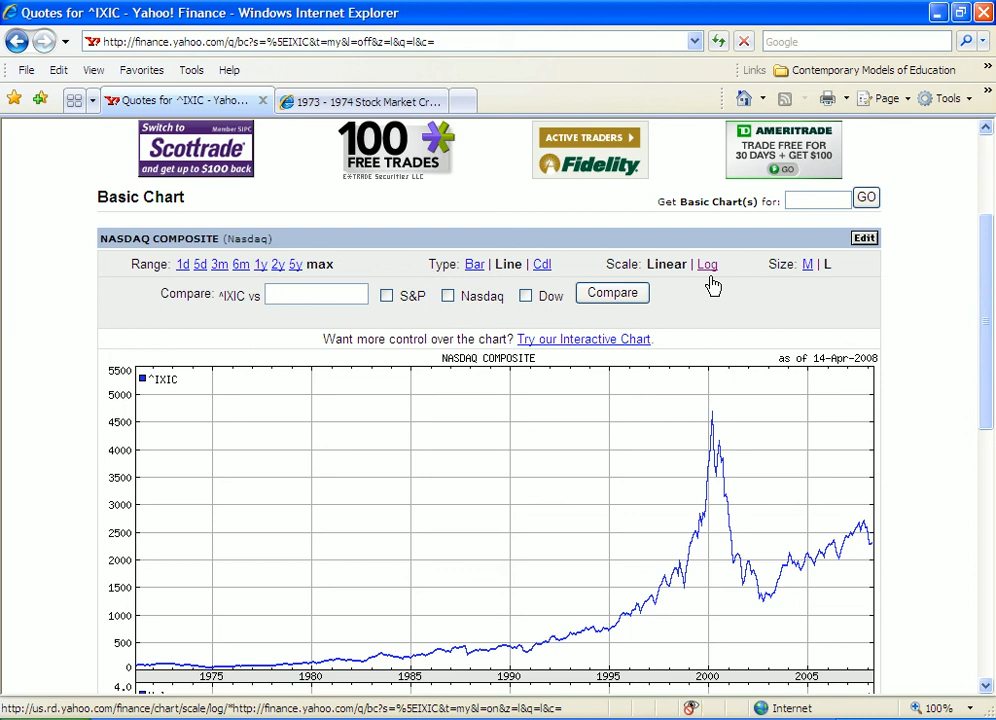 Quotes for ^IXIC - Yahoo! Finance - Windows Internet Explorer
http://finance.yahoo.com/q/bc?s=%5EIXIC&t=my&l=off&z=l&q=l&c=
Google
File Edit View Favorites Tools Help
Links Contemporary Models of Education »
Quotes for ^IXIC - Yaho... 1973 - 1974 Stock Market Cr... Page Tools »
Switch to Member SIPC
Scottrade
and get up to $100 back
100
FREE TRADES
E*TRADE Securities LLC
ACTIVE TRADERS
Fidelity
TD AMERITRADE
TRADE FREE FOR
30 DAYS + GET $100
GO
Basic Chart
Get Basic Chart(s) for: GO
NASDAQ COMPOSITE (Nasdaq) Edit
Range: 1d 5d 3m 6m 1y 2y 5y max Type: Bar | Line | Cdl Scale: Linear | Log Size: M | L
Compare: ^IXIC vs S&P Nasdaq Dow Compare
Want more control over the chart? Try our Interactive Chart.
NASDAQ COMPOSITE as of 14-Apr-2008
^IXIC
5500
5000
4500
4000
3500
3000
2500
2000
1500
1000
500
0
1975 1980 1985 1990 1995 2000 2005
4.0
http://us.rd.yahoo.com/finance/chart/scale/log/*http://finance.yahoo.com/q/bc?s=%5EIXIC&t=my&l=on&z=l&q=l&c=
Internet 100%